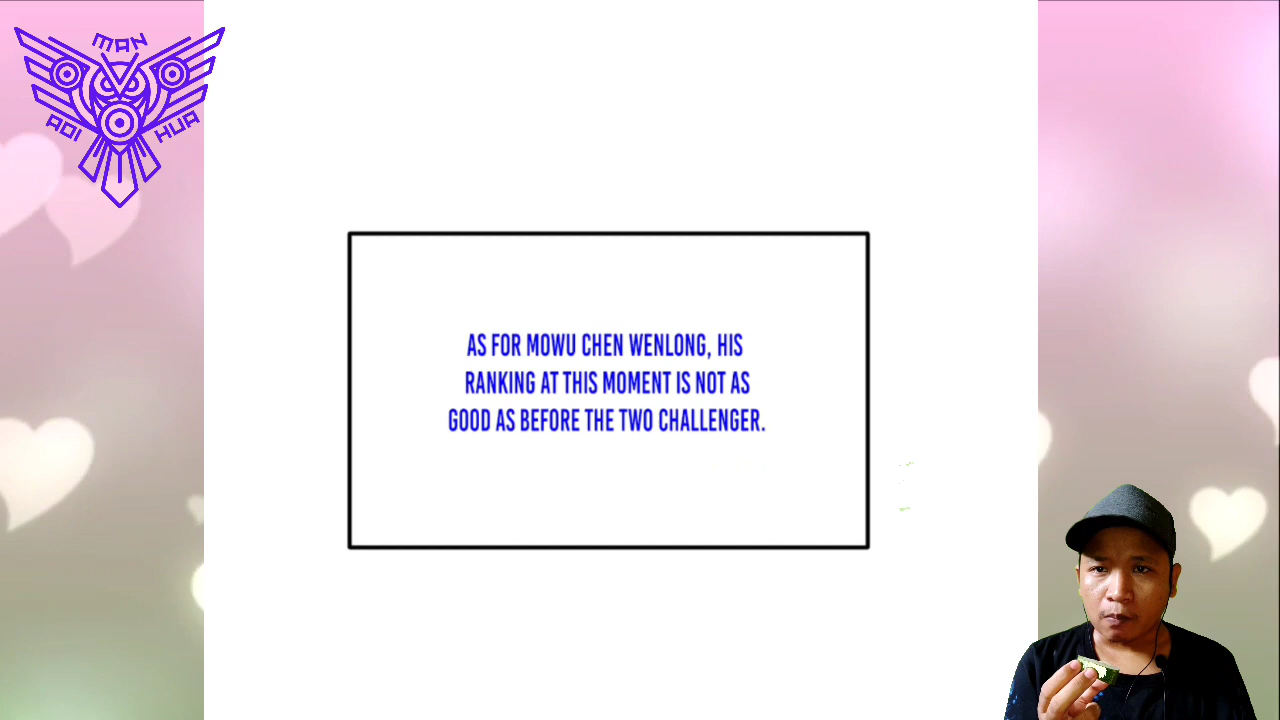 MAN
AOI
HUA
AS FOR MOWU CHEN WENLONG, HIS
RANKING AT THIS MOMENT IS NOT AS
GOOD AS BEFORE THE TWO CHALLENGER.